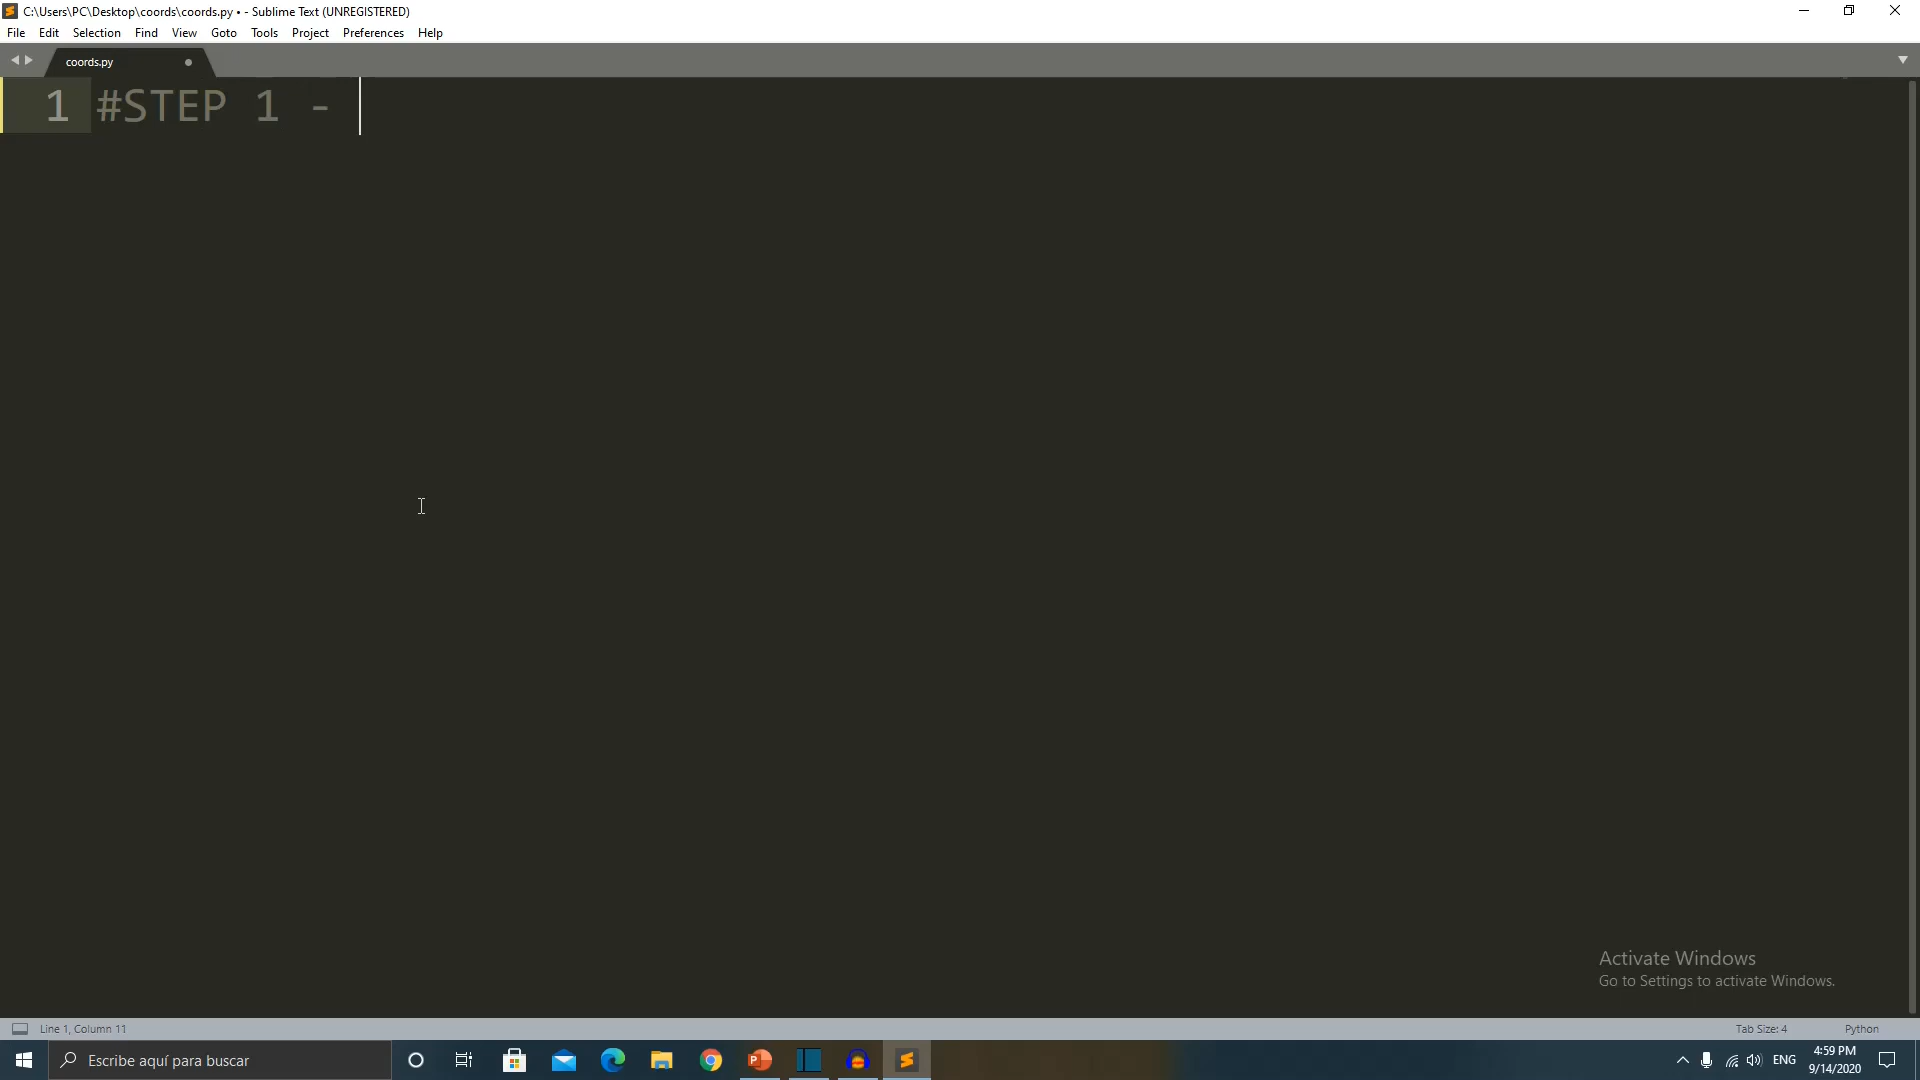 C:\Users\PC\Desktop\coords\coords.py • - Sublime Text (UNREGISTERED)
File Edit Selection Find View Goto Tools Project Preferences Help
coords.py
1 #STEP 1 -
Activate Windows
Go to Settings to activate Windows.
Line 1, Column 11 Tab Size: 4 Python
Escribe aquí para buscar
ENG
4:59 PM
9/14/2020